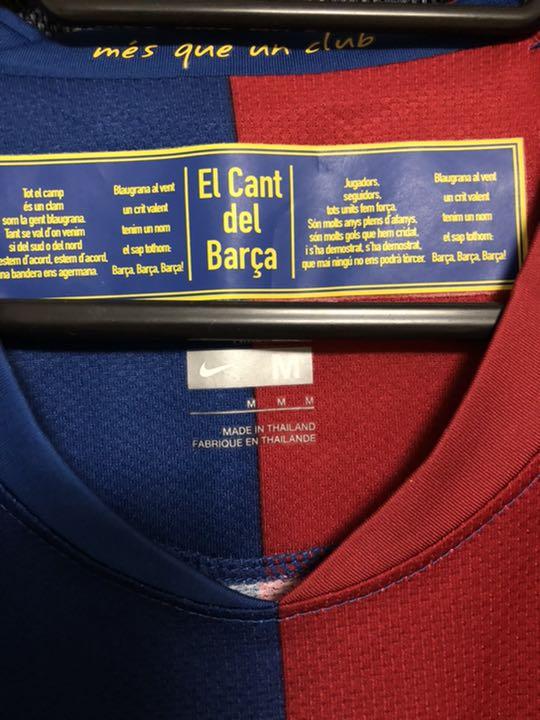 més que un club
Tot el camp
és un clam
som la gent blaugrana.
Tant se val d'on venim
si del sud o del nord
estem d'acord, estem d'acord,
una bandera ens agermana.
Blaugrana al vent
un crit valent
tenim un nom
el sap tothom:
Barça, Barça, Barça!
El Cant
del
Barça
Jugadors,
seguidors,
tots units fem força.
Són molts anys plens d'afanys,
són molts gols que hem cridat,
i s'ha demostrat, s'ha demostrat,
que mai ningú no ens podrà tòrcer.
Blaugrana al vent
un crit valent
tenim un nom
el sap tothom:
Barça, Barça, Barça!
M
M M M
MADE IN THAILAND
FABRIQUE EN THAILANDE